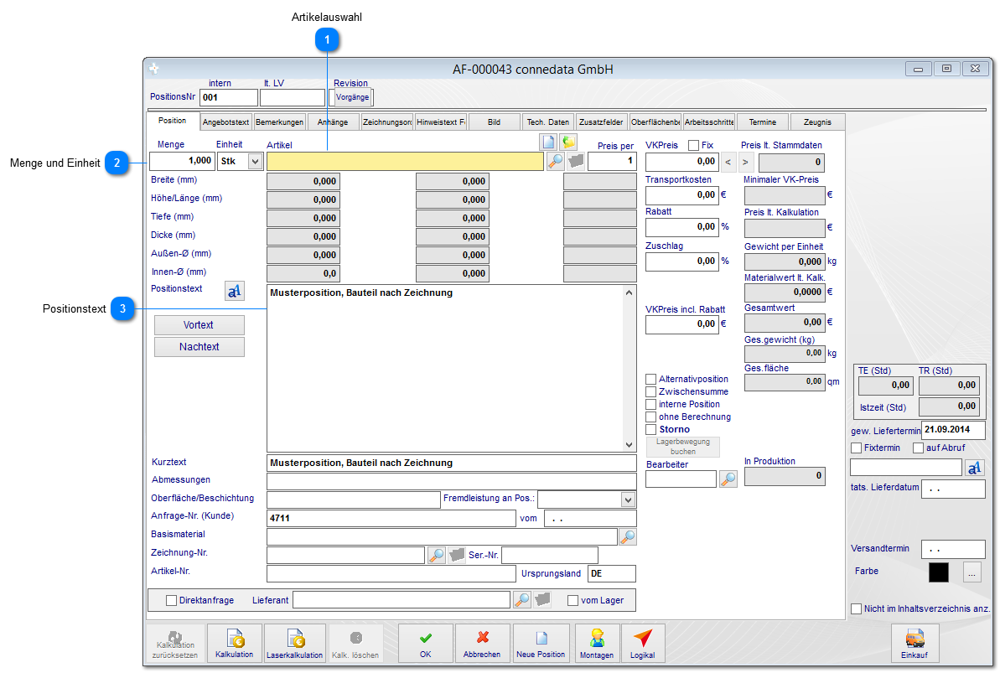 Artikelauswahl
1
AF-000043 connedata GmbH
intern lt. LV Revision
PositionsNr 001 Vorgänge
Position Angebotstext Bemerkungen Anhänge Zeichnungsord Hinweistext Fe Bild Tech. Daten Zusatzfelder Oberflächenbe Arbeitsschritte Termine Zeugnis
Menge Einheit Artikel Preis per VKPreis Fix Preis lt. Stammdaten
Menge und Einheit 2 1,000 Stk 1 0,00 < > 0
Breite (mm) 0,000 0,000 Transportkosten Minimaler VK-Preis
Höhe/Länge (mm) 0,000 0,000 0,00 € €
Tiefe (mm) 0,000 0,000 Rabatt Preis lt. Kalkulation
Dicke (mm) 0,000 0,000 0,00 % €
Außen-Ø (mm) 0,000 0,000 Zuschlag Gewicht per Einheit
0,00 % 0,000 kg
Innen-Ø (mm) 0,0 0,000 Materialwert lt. Kalk.
Positionstext aA Musterposition, Bauteil nach Zeichnung 0,0000 €
Positionstext 3 VKPreis incl. Rabatt Gesamtwert
Vortext 0,00 € 0,00 €
Nachtext Ges.gewicht (kg)
0,00 kg
Ges.fläche
0,00 qm
TE (Std) TR (Std)
0,00 0,00
Alternativposition
Zwischensumme
interne Position Istzeit (Std) 0,00
ohne Berechnung
Storno gew. Liefertermin 21.09.2014
Lagerbewegung
buchen Fixtermin auf Abruf
Kurztext Musterposition, Bauteil nach Zeichnung Bearbeiter In Produktion aA
Abmessungen 0
tats. Lieferdatum . .
Oberfläche/Beschichtung Fremdleistung an Pos.:
Anfrage-Nr. (Kunde) 4711 vom . .
Basismaterial
Zeichnung-Nr. Ser.-Nr. Versandtermin . .
Artikel-Nr. Ursprungsland DE Farbe ...
Direktanfrage Lieferant vom Lager
Nicht im Inhaltsverzeichnis anz.
Kalkulation
zurücksetzen Kalkulation Laserkalkulation Kalk. löschen OK Abbrechen Neue Position Montagen Logikal Einkauf